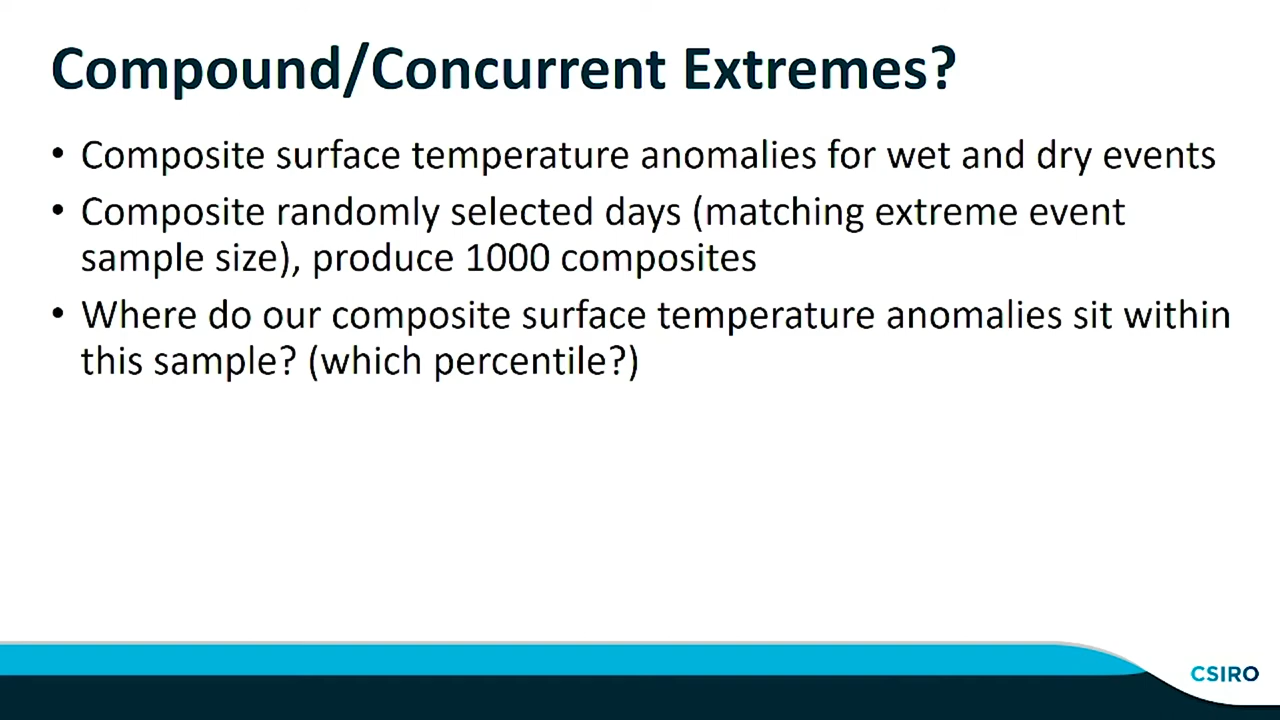 Compound/Concurrent Extremes?
• Composite surface temperature anomalies for wet and dry events
• Composite randomly selected days (matching extreme event
sample size), produce 1000 composites
• Where do our composite surface temperature anomalies sit within
this sample? (which percentile?)
CSIRO